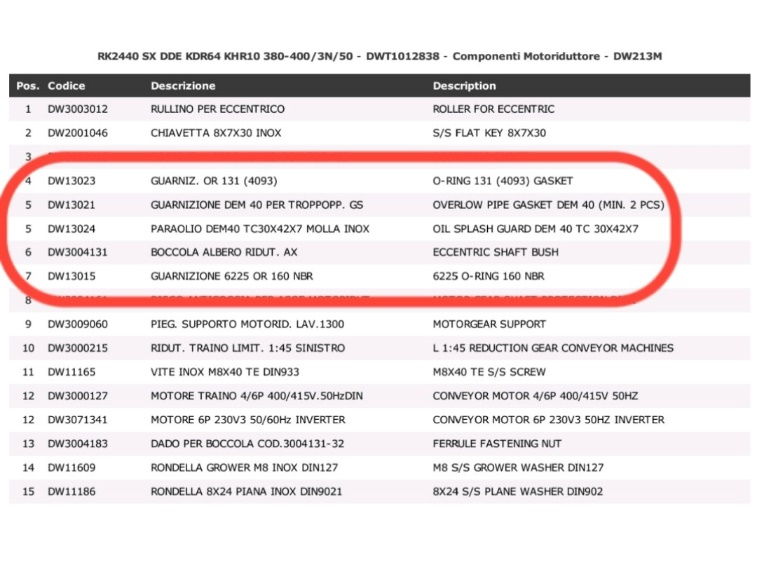 RK2440 SX DDE KDR64 KHR10 380-400/3N/50 - DWT1012838 - Componenti Motoriduttore - DW213M
Pos. Codice Descrizione Description
1 DW3003012 RULLINO PER ECCENTRICO ROLLER FOR ECCENTRIC
2 DW2001046 CHIAVETTA 8X7X30 INOX S/S FLAT KEY 8X7X30
3
4 DW13023 GUARNIZ. OR 131 (4093) O-RING 131 (4093) GASKET
5 DW13021 GUARNIZIONE DEM 40 PER TROPPOPP. GS OVERLOW PIPE GASKET DEM 40 (MIN. 2 PCS)
5 DW13024 PARAOLIO DEM40 TC30X42X7 MOLLA INOX OIL SPLASH GUARD DEM 40 TC 30X42X7
6 DW3004131 BOCCOLA ALBERO RIDUT. AX ECCENTRIC SHAFT BUSH
7 DW13015 GUARNIZIONE 6225 OR 160 NBR 6225 O-RING 160 NBR
8
9 DW3009060 PIEG. SUPPORTO MOTORID. LAV.1300 MOTORGEAR SUPPORT
10 DW3000215 RIDUT. TRAINO LIMIT. 1:45 SINISTRO L 1:45 REDUCTION GEAR CONVEYOR MACHINES
11 DW11165 VITE INOX M8X40 TE DIN933 M8X40 TE S/S SCREW
12 DW3000127 MOTORE TRAINO 4/6P 400/415V.50HzDIN CONVEYOR MOTOR 4/6P 400/415V 50HZ
12 DW3071341 MOTORE 6P 230V3 50/60Hz INVERTER CONVEYOR MOTOR 6P 230V3 50HZ INVERTER
13 DW3004183 DADO PER BOCCOLA COD.3004131-32 FERRULE FASTENING NUT
14 DW11609 RONDELLA GROWER M8 INOX DIN127 M8 S/S GROWER WASHER DIN127
15 DW11186 RONDELLA 8X24 PIANA INOX DIN9021 8X24 S/S PLANE WASHER DIN902